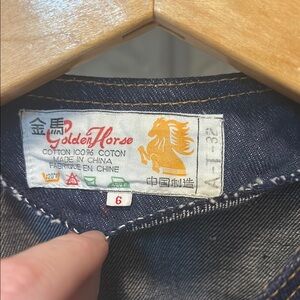 金馬
Golden Horse
COTTON 100% COTON
MADE IN CHINA
FABRIQUE EN CHINE
中国制造
6